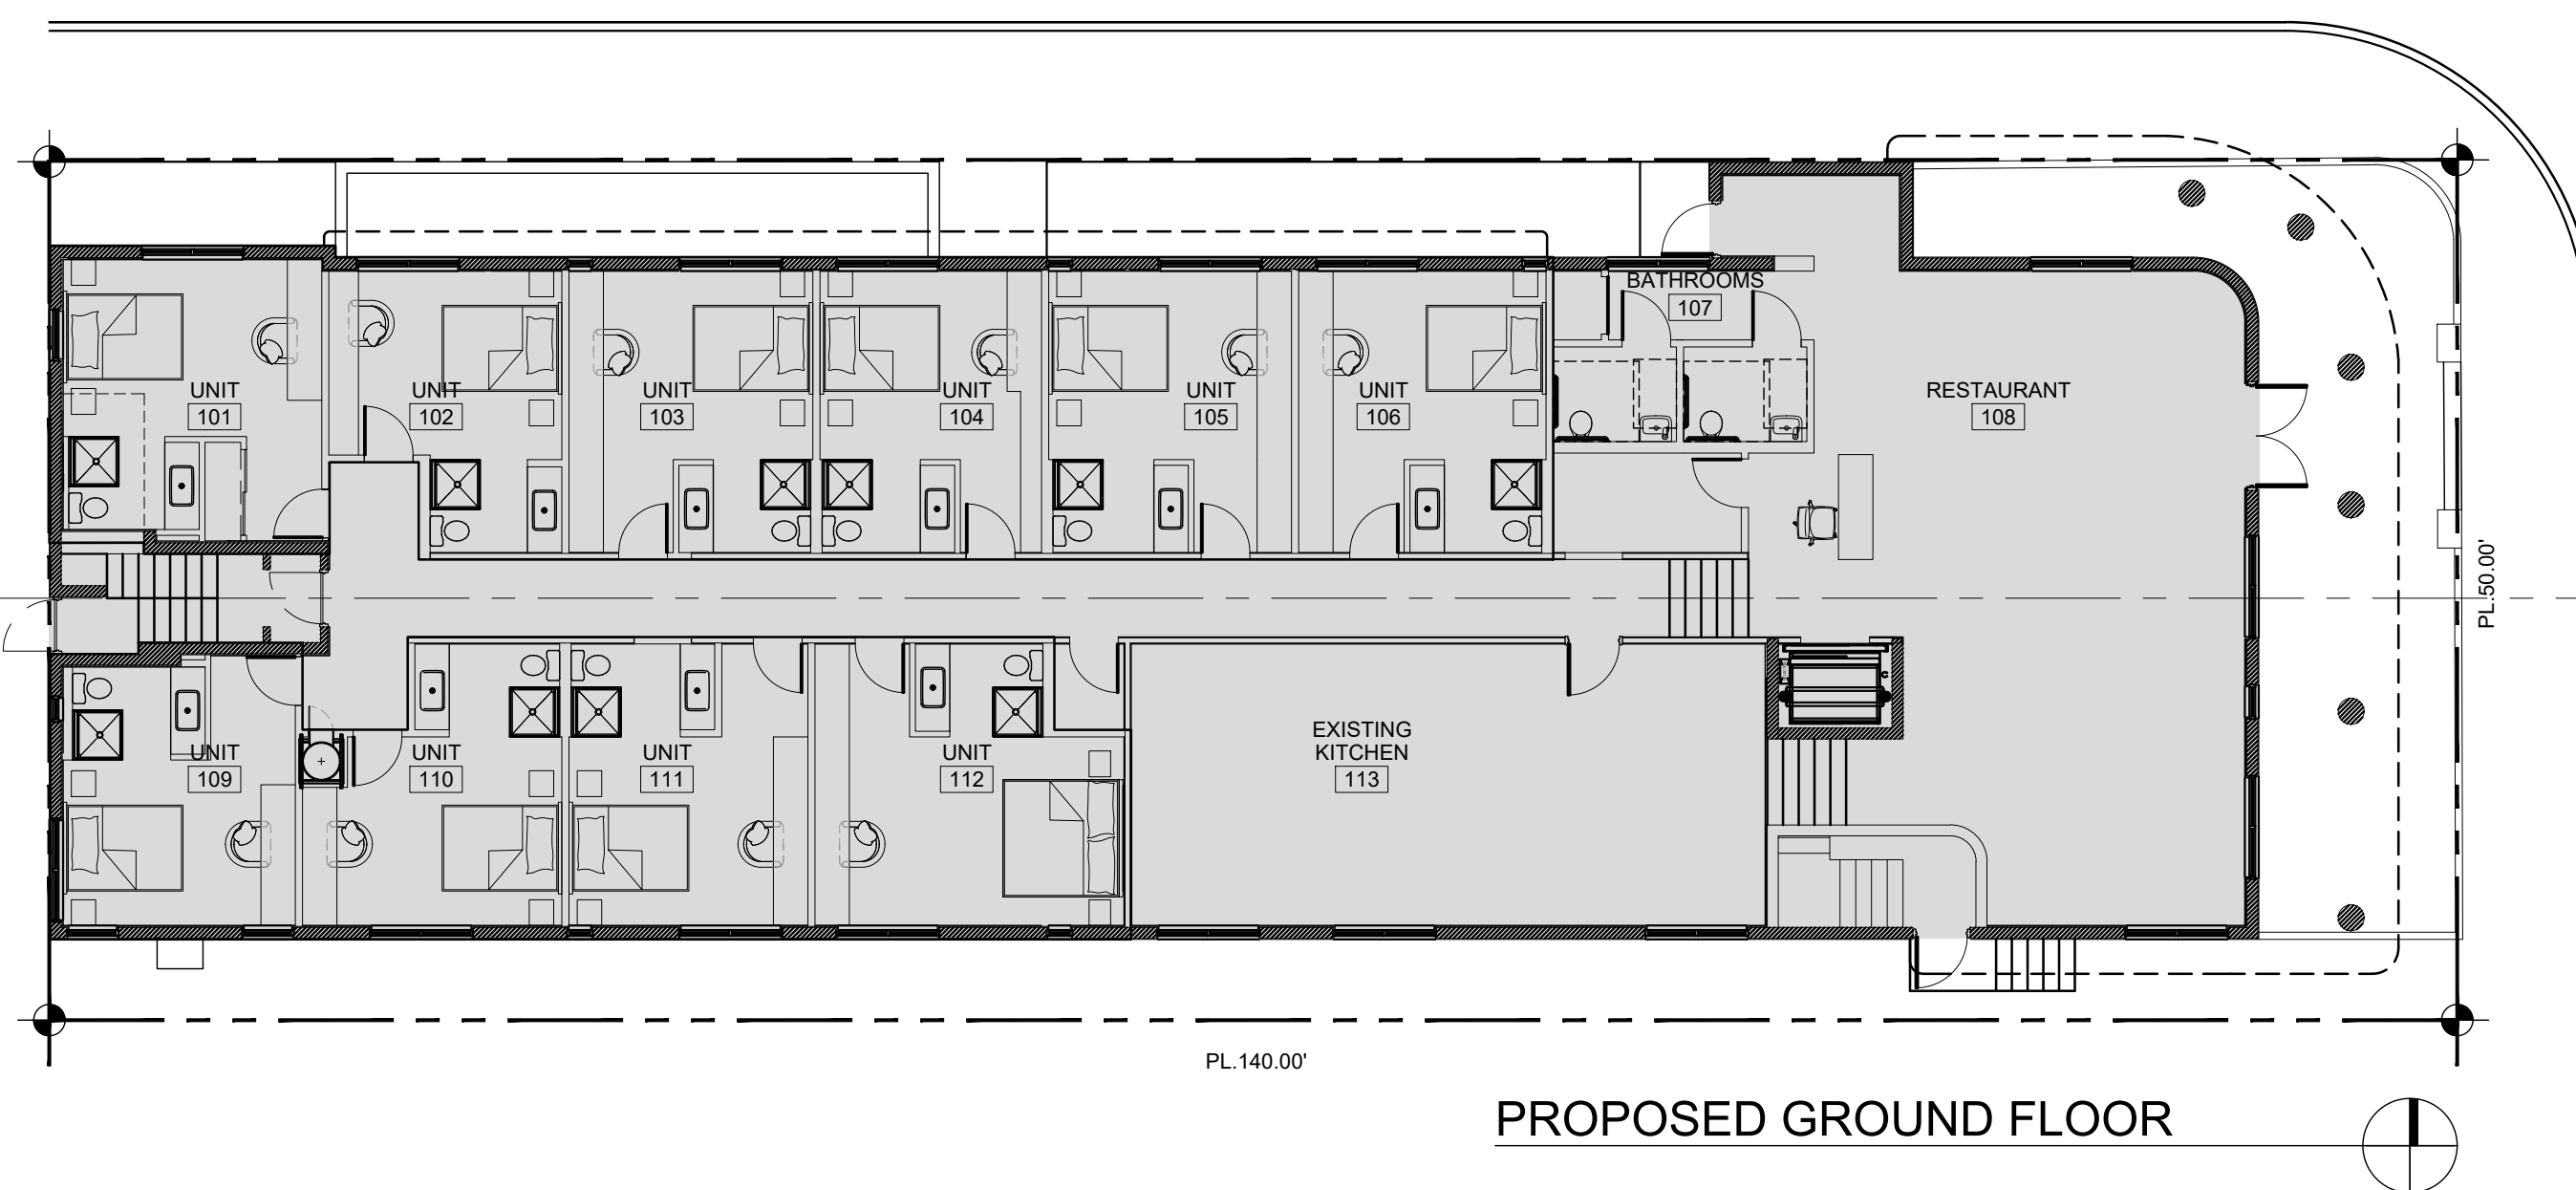 BATHROOMS
107
UNIT
101
UNIT
102
UNIT
103
UNIT
104
UNIT
105
UNIT
106
RESTAURANT
108
PL.50.00'
UNIT
109
UNIT
110
UNIT
111
UNIT
112
EXISTING
KITCHEN
113
PL.140.00'
PROPOSED GROUND FLOOR